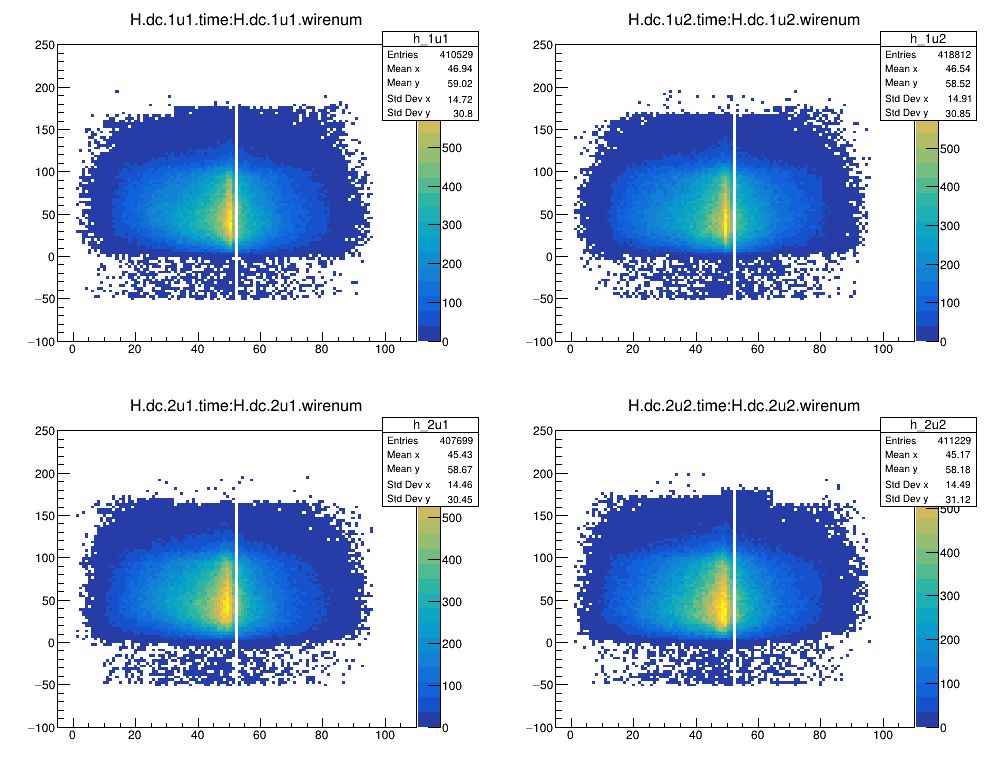 H.dc.1u1.time:H.dc.1u1.wirenum
h_1u1
Entries 410529
Mean x 46.94
Mean y 59.02
Std Dev x 14.72
Std Dev y 30.8
250
200
150
100
50
0
−50
−100
0 20 40 60 80 100
500
400
300
200
100
0
H.dc.1u2.time:H.dc.1u2.wirenum
h_1u2
Entries 418812
Mean x 46.54
Mean y 58.52
Std Dev x 14.91
Std Dev y 30.85
250
200
150
100
50
0
−50
−100
0 20 40 60 80 100
500
400
300
200
100
0
H.dc.2u1.time:H.dc.2u1.wirenum
h_2u1
Entries 407699
Mean x 45.43
Mean y 58.67
Std Dev x 14.46
Std Dev y 30.45
250
200
150
100
50
0
−50
−100
0 20 40 60 80 100
500
400
300
200
100
0
H.dc.2u2.time:H.dc.2u2.wirenum
h_2u2
Entries 411229
Mean x 45.17
Mean y 58.18
Std Dev x 14.49
Std Dev y 31.12
250
200
150
100
50
0
−50
−100
0 20 40 60 80 100
500
400
300
200
100
0